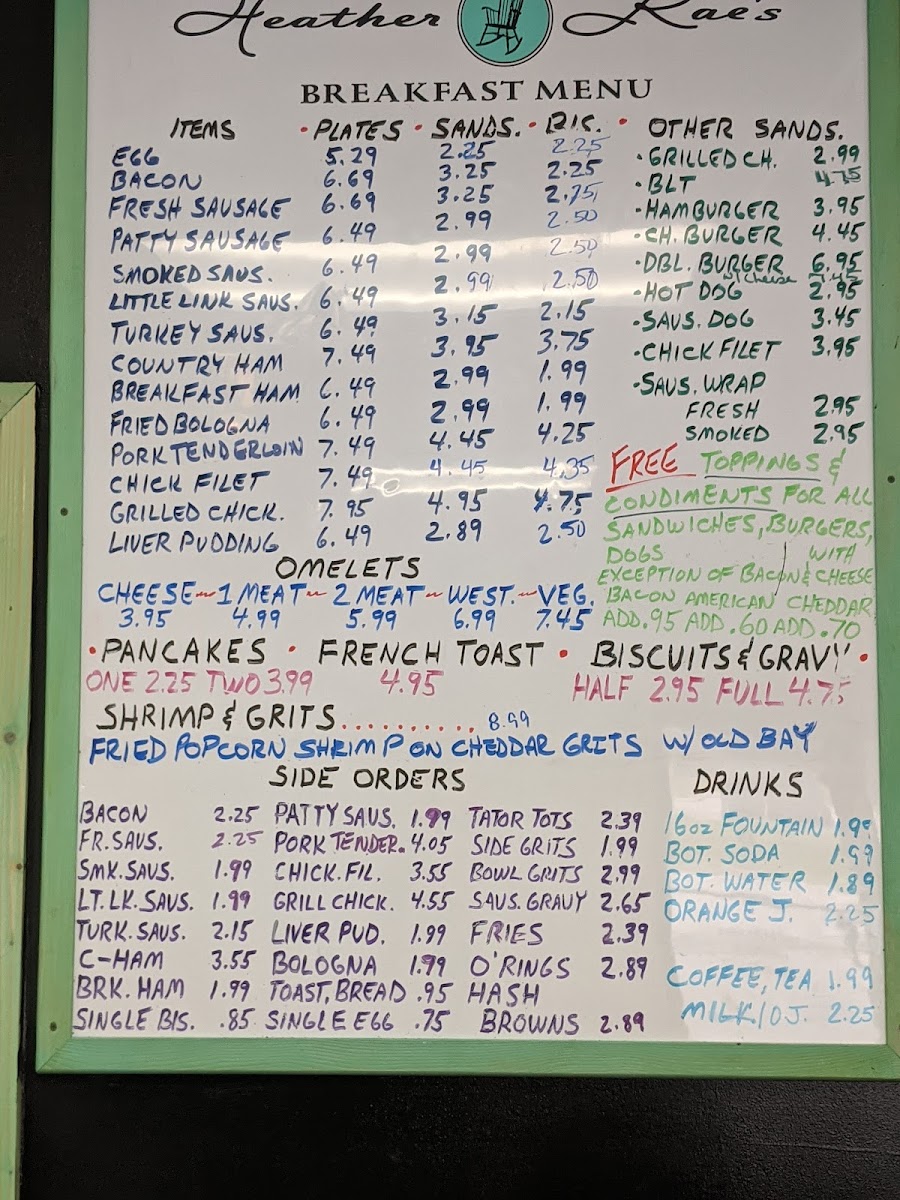 Heather Rae's
BREAKFAST MENU
ITEMS • PLATES • SANDS. • BIS. •
EGG 5.29 2.25 2.25
BACON 6.69 3.25 2.25
FRESH SAUSAGE 6.69 3.25 2.75
PATTY SAUSAGE 6.49 2.99 2.50
SMOKED SAUS. 6.49 2.99 2.50
LITTLE LINK SAUS. 6.49 2.99 2.50
TURKEY SAUS. 6.49 3.15 2.15
COUNTRY HAM 7.49 3.95 3.75
BREAKFAST HAM 6.49 2.99 1.99
FRIED BOLOGNA 6.49 2.99 1.99
PORK TENDERLOIN 7.49 4.45 4.25
CHICK FILET 7.49 4.45 4.35
GRILLED CHICK. 7.95 4.95 4.75
LIVER PUDDING 6.49 2.89 2.50
OTHER SANDS.
•GRILLED CH. 2.99
•BLT 4.75
•HAMBURGER 3.95
•CH. BURGER 4.45
•DBL. BURGER 6.95
w/cheese 7.45
•HOT DOG 2.95
•SAUS. DOG 3.45
•CHICK FILET 3.95
•SAUS. WRAP
FRESH 2.95
SMOKED 2.95
FREE TOPPINGS &
CONDIMENTS FOR ALL
SANDWICHES, BURGERS,
DOGS WITH
EXCEPTION OF BACON & CHEESE
BACON AMERICAN CHEDDAR
ADD .95 ADD .60 ADD .70
OMELETS
CHEESE~1 MEAT~2 MEAT~WEST.~VEG.
3.95 4.99 5.99 6.99 7.45
•PANCAKES • FRENCH TOAST • BISCUITS & GRAVY •
ONE 2.25 TWO 3.99 4.95 HALF 2.95 FULL 4.75
SHRIMP & GRITS.......... 8.99
FRIED POPCORN SHRIMP ON CHEDDAR GRITS W/ OLD BAY
SIDE ORDERS
BACON 2.25 PATTY SAUS. 1.99 TATOR TOTS 2.39
FR. SAUS. 2.25 PORK TENDER. 4.05 SIDE GRITS 1.99
SMK. SAUS. 1.99 CHICK. FIL. 3.55 BOWL GRITS 2.99
LT. LK. SAUS. 1.99 GRILL CHICK. 4.55 SAUS. GRAVY 2.65
TURK. SAUS. 2.15 LIVER PUD. 1.99 FRIES 2.39
C-HAM 3.55 BOLOGNA 1.99 O'RINGS 2.89
BRK. HAM 1.99 TOAST, BREAD .95 HASH
SINGLE BIS. .85 SINGLE EGG .75 BROWNS 2.89
DRINKS
16oz FOUNTAIN 1.99
BOT. SODA 1.99
BOT. WATER 1.89
ORANGE J. 2.25
COFFEE, TEA 1.99
MILK/OJ. 2.25